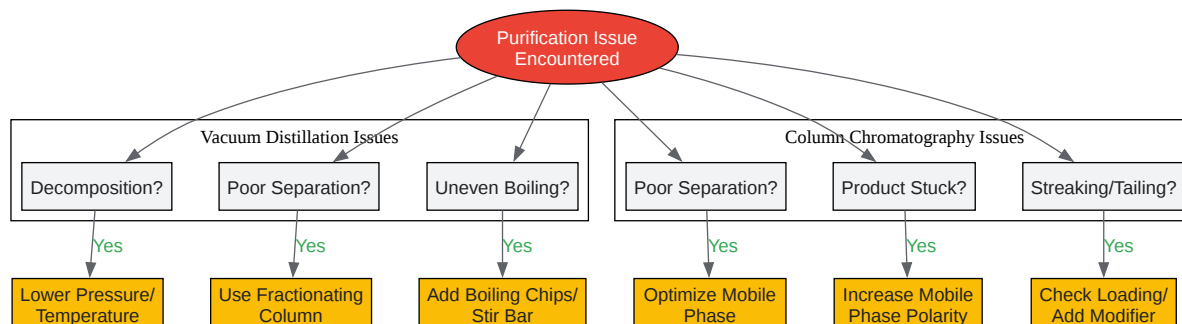 Purification Issue
Encountered
Vacuum Distillation Issues
Column Chromatography Issues
Decomposition?
Poor Separation?
Uneven Boiling?
Poor Separation?
Product Stuck?
Streaking/Tailing?
Yes
Yes
Yes
Yes
Yes
Yes
Lower Pressure/
Temperature
Use Fractionating
Column
Add Boiling Chips/
Stir Bar
Optimize Mobile
Phase
Increase Mobile
Phase Polarity
Check Loading/
Add Modifier